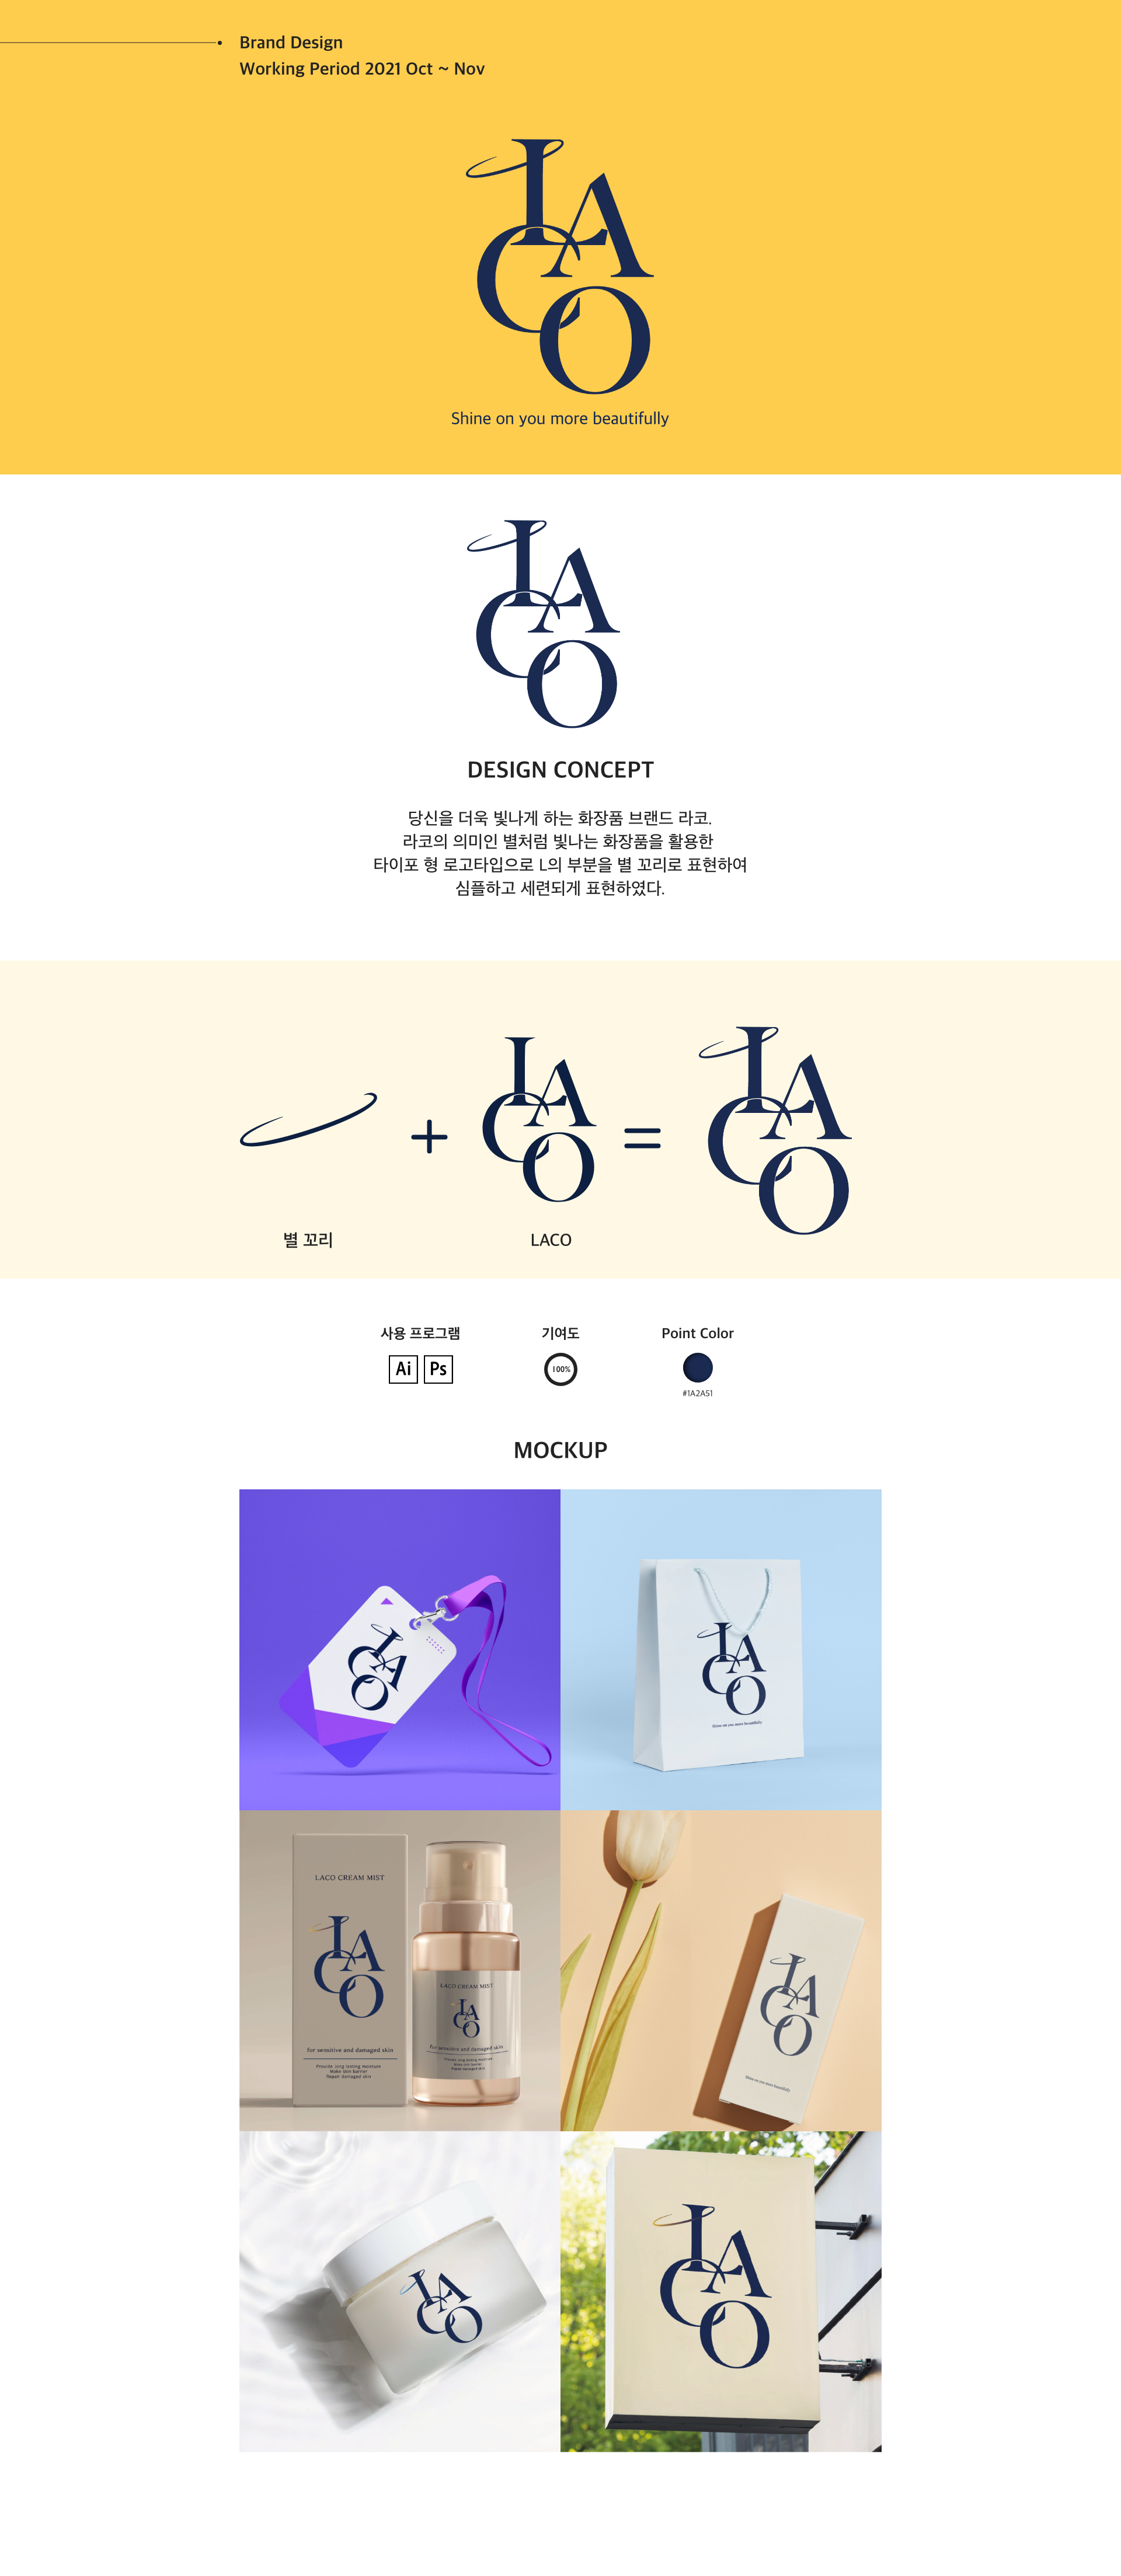 Brand Design
Working Period 2021 Oct ~ Nov
LACO
Shine on you more beautifully
LACO
DESIGN CONCEPT
당신을 더욱 빛나게 하는 화장품 브랜드 라코.
라코의 의미인 별처럼 빛나는 화장품을 활용한
타이포 형 로고타입으로 L의 부분을 별 꼬리로 표현하여
심플하고 세련되게 표현하였다.
+ LACO = LACO
별 꼬리
LACO
사용 프로그램
기여도
Point Color
Ai
Ps
100%
#1A2A51
MOCKUP
LACO
LACO
Shine on you more beautifully
LACO CREAM MIST
LACO
for sensitive and damaged skin
Provide long lasting moisture
Make skin barrier
Repair damaged skin
LACO CREAM MIST
LACO
for sensitive and damaged skin
Provide long lasting moisture
Make skin barrier
Repair damaged skin
LACO
Shine on you more beautifully
LACO
LACO